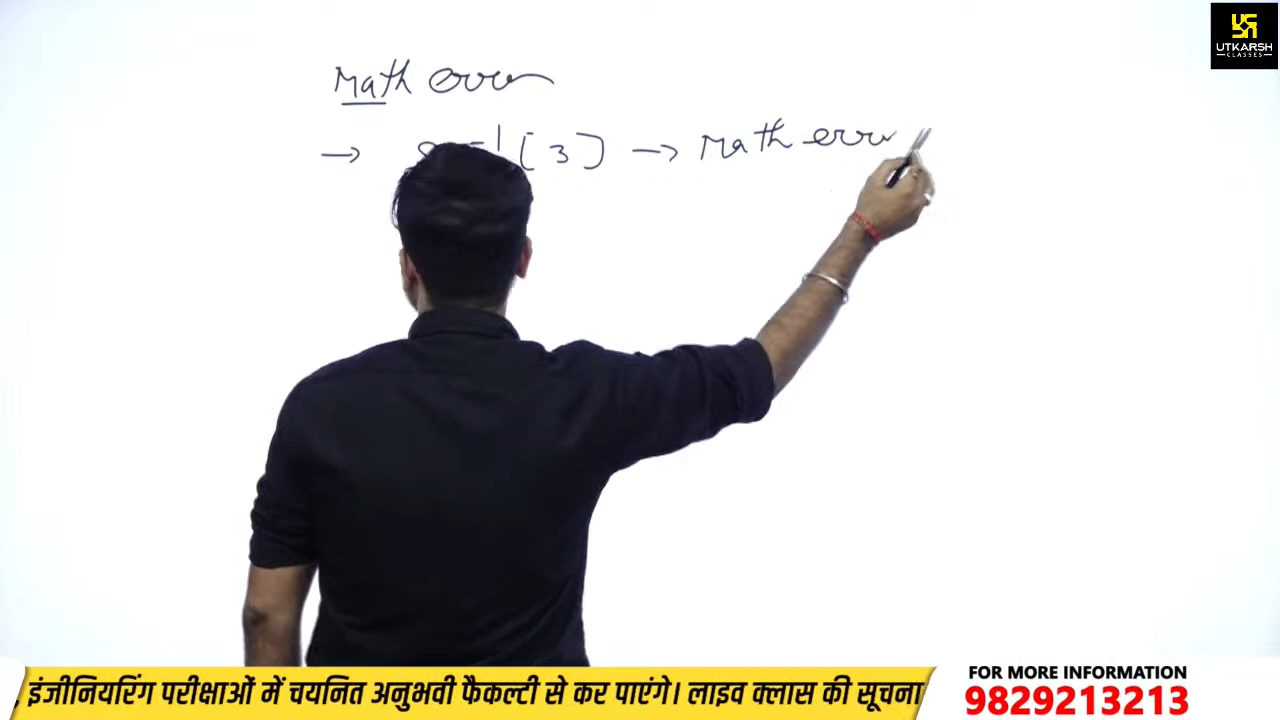 UTKARSH
CLASSES
Math error
→ [3] → Math error
इंजीनियरिंग परीक्षाओं में चयनित अनुभवी फैकल्टी से कर पाएंगे। लाइव क्लास की सूचना
FOR MORE INFORMATION
9829213213